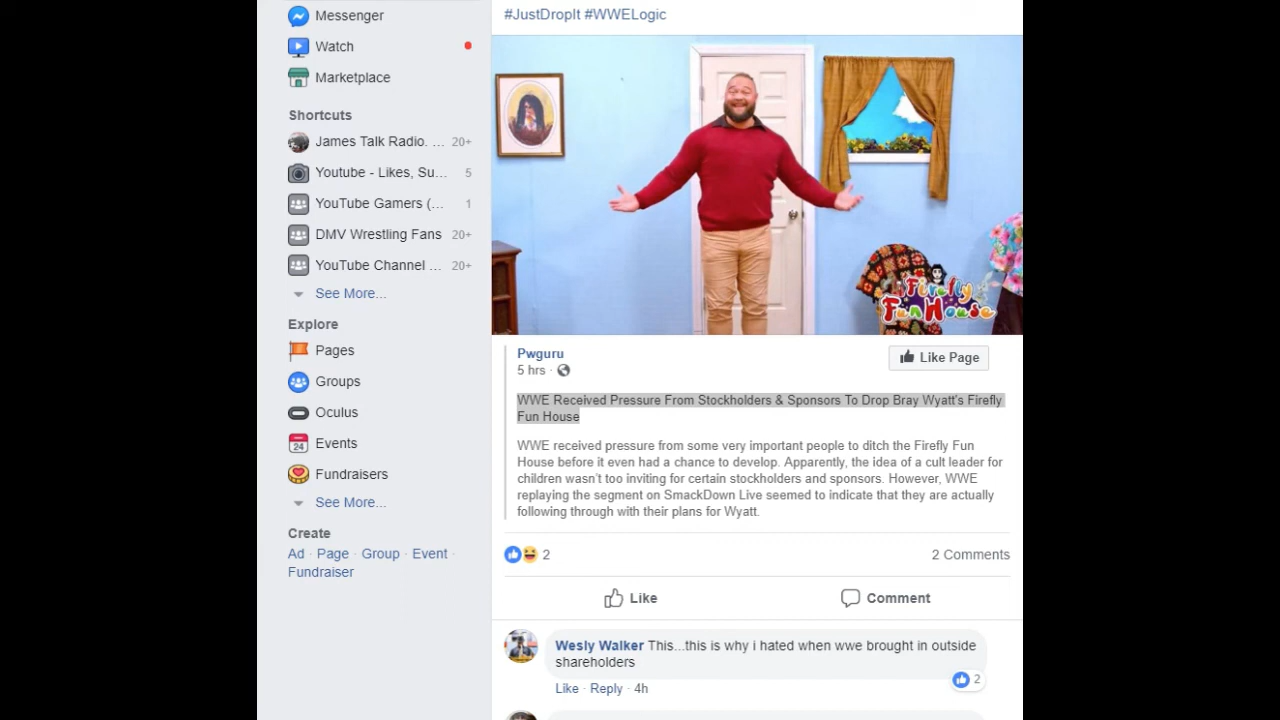 Messenger
Watch
Marketplace
Shortcuts
James Talk Radio. ... 20+
Youtube - Likes, Su... 5
YouTube Gamers (... 1
DMV Wrestling Fans 20+
YouTube Channel ... 20+
See More...
Explore
Pages
Groups
Oculus
24 Events
Fundraisers
See More...
Create
Ad · Page · Group · Event ·
Fundraiser
#JustDropIt #WWELogic
Firefly
Fun House
Pwguru
5 hrs ·
Like Page
WWE Received Pressure From Stockholders & Sponsors To Drop Bray Wyatt's Firefly
Fun House
WWE received pressure from some very important people to ditch the Firefly Fun
House before it even had a chance to develop. Apparently, the idea of a cult leader for
children wasn't too inviting for certain stockholders and sponsors. However, WWE
replaying the segment on SmackDown Live seemed to indicate that they are actually
following through with their plans for Wyatt.
2 2 Comments
Like Comment
Wesly Walker This...this is why i hated when wwe brought in outside
shareholders
2
Like · Reply · 4h